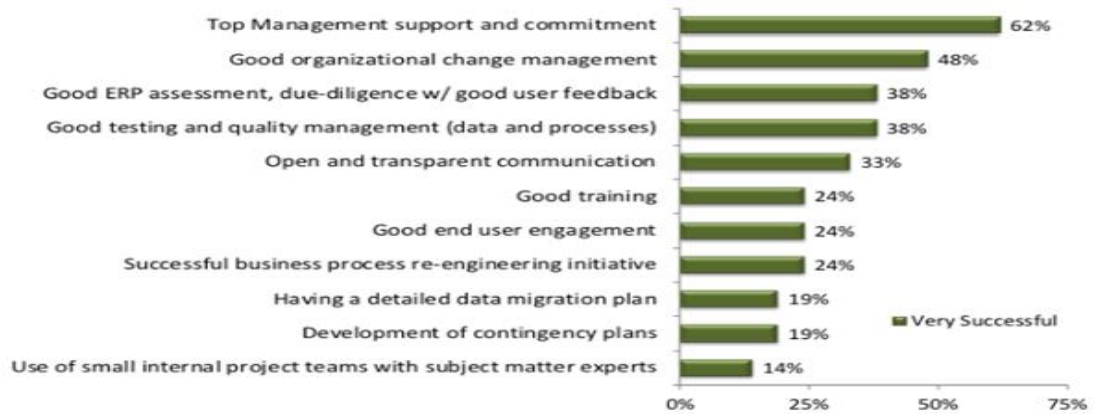 Top Management support and commitment 62%
Good organizational change management 48%
Good ERP assessment, due-diligence w/ good user feedback 38%
Good testing and quality management (data and processes) 38%
Open and transparent communication 33%
Good training 24%
Good end user engagement 24%
Successful business process re-engineering initiative 24%
Having a detailed data migration plan 19%
Development of contingency plans 19%
Very Successful
Use of small internal project teams with subject matter experts 14%
0% 25% 50% 75%